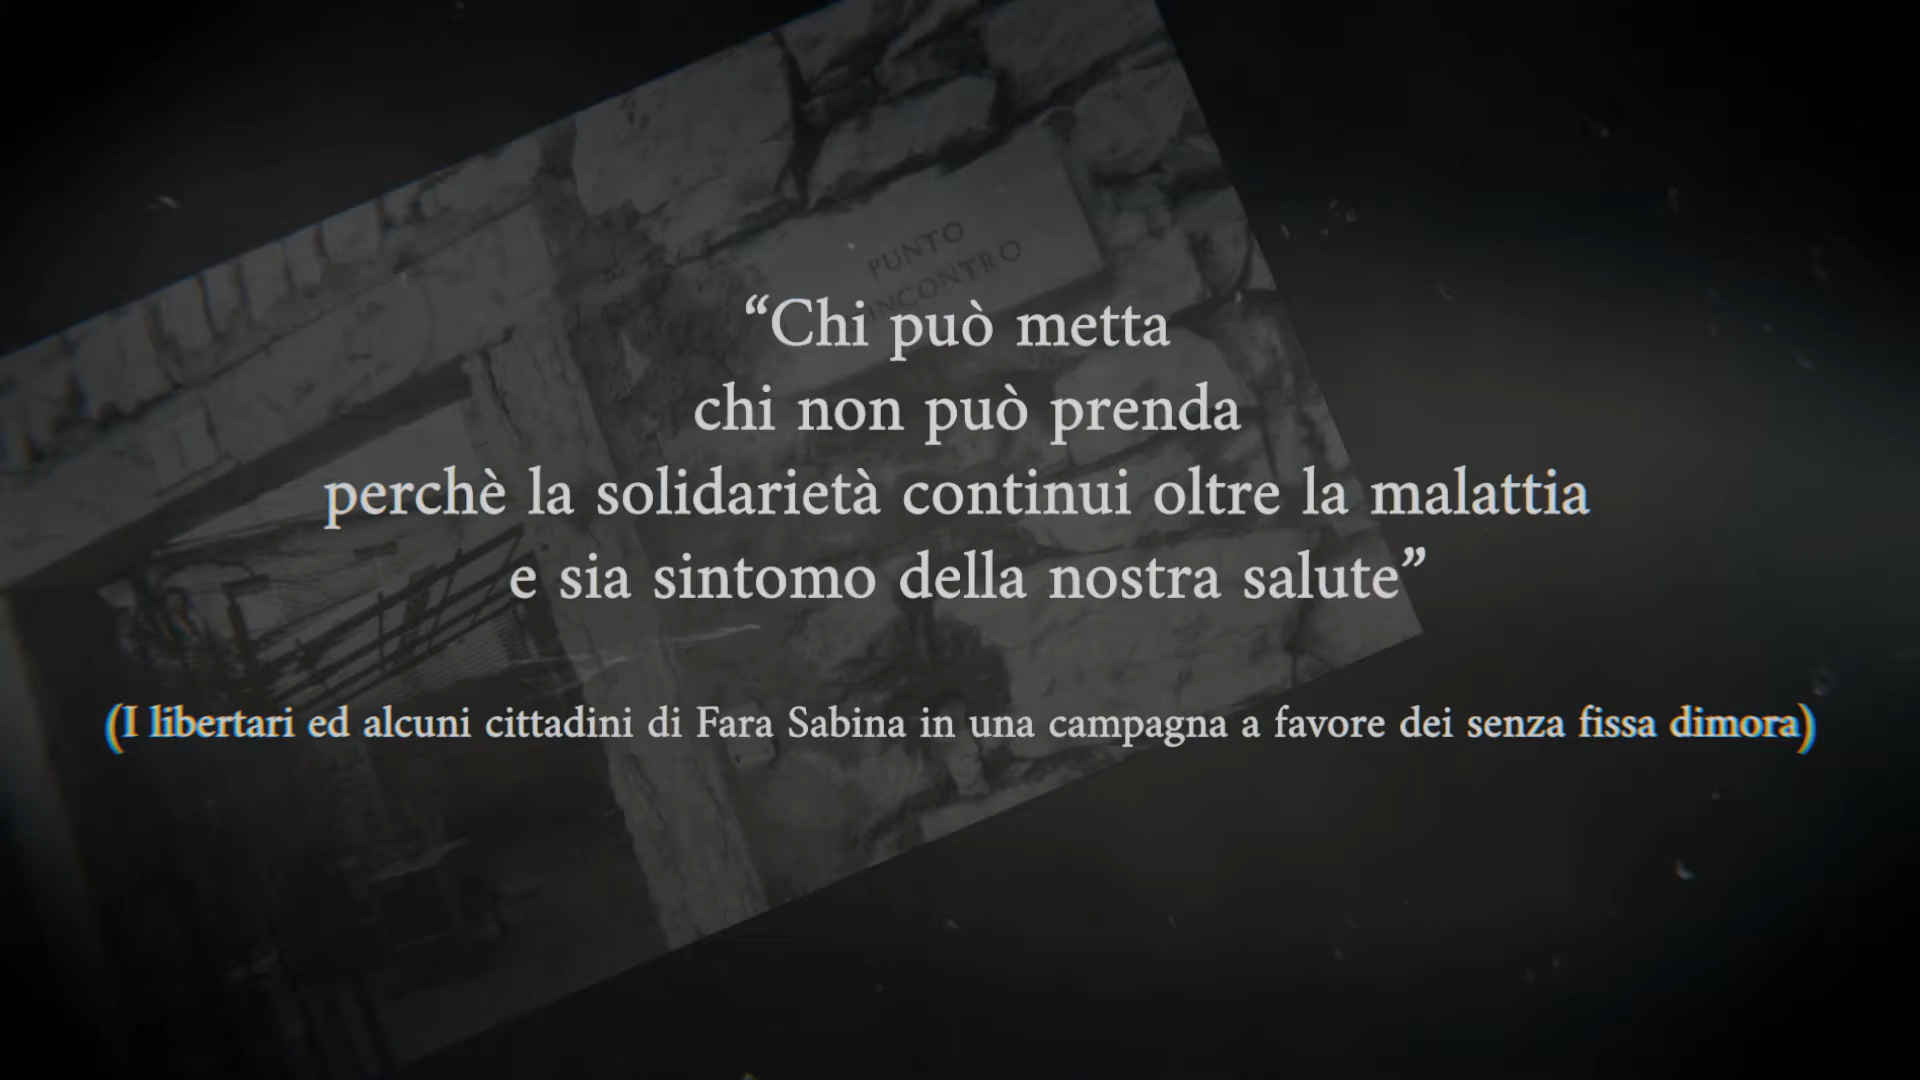 PUNTO
INCONTRO
“Chi può metta
chi non può prenda
perchè la solidarietà continui oltre la malattia
e sia sintomo della nostra salute”
(I libertari ed alcuni cittadini di Fara Sabina in una campagna a favore dei senza fissa dimora)